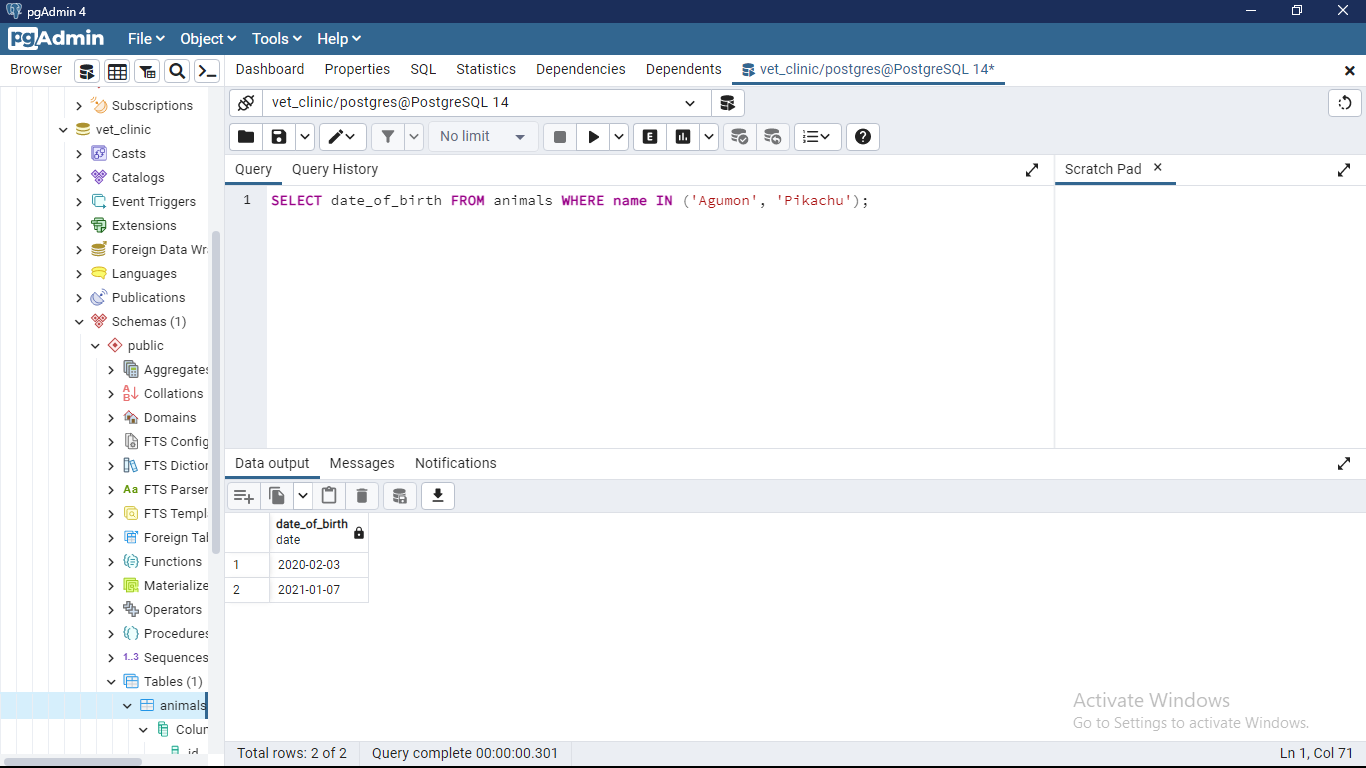 pgAdmin 4
pgAdmin File Object Tools Help
Browser
Dashboard Properties SQL Statistics Dependencies Dependents vet_clinic/postgres@PostgreSQL 14*
Subscriptions
vet_clinic
Casts
Catalogs
Event Triggers
Extensions
Foreign Data Wr
Languages
Publications
Schemas (1)
public
Aggregates
Collations
Domains
FTS Config
FTS Diction
FTS Parser
FTS Templ
Foreign Tal
Functions
Materialize
Operators
Procedures
1..3 Sequences
Tables (1)
animals
Colur
id
vet_clinic/postgres@PostgreSQL 14
No limit
E
Query Query History
Scratch Pad
1 SELECT date_of_birth FROM animals WHERE name IN ('Agumon', 'Pikachu');
Data output Messages Notifications
date_of_birth
date
1 2020-02-03
2 2021-01-07
Activate Windows
Go to Settings to activate Windows.
Total rows: 2 of 2 Query complete 00:00:00.301 Ln 1, Col 71